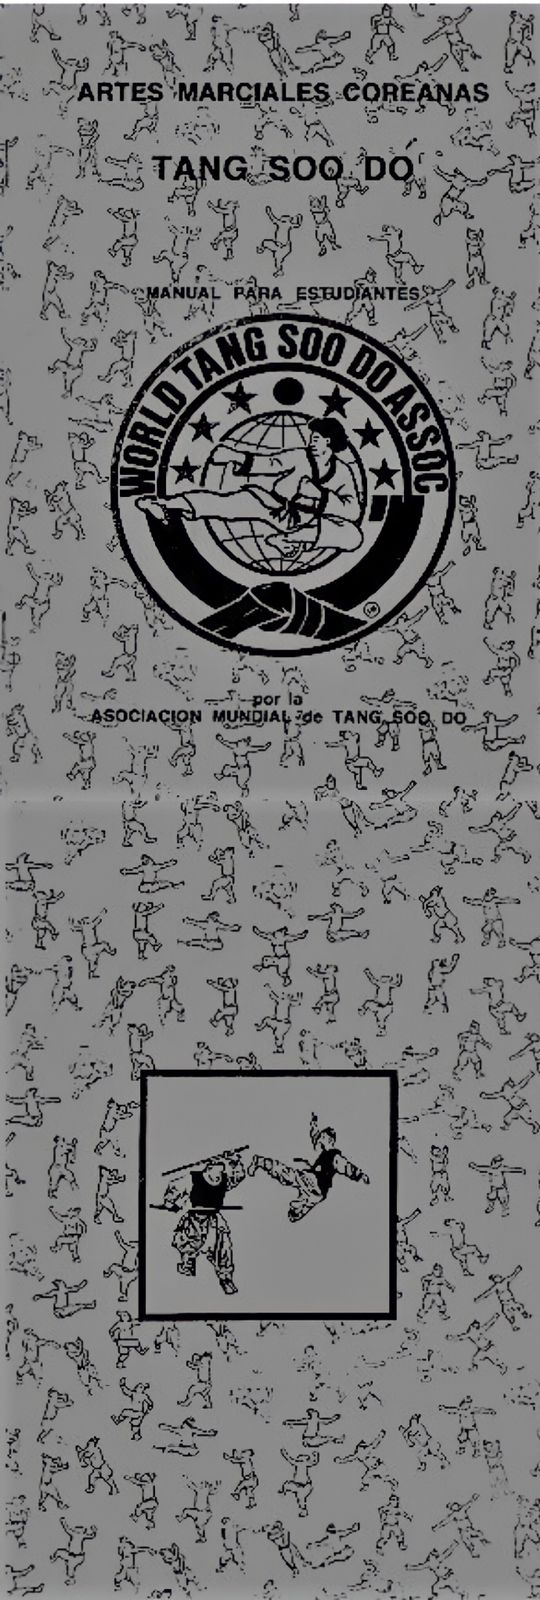 ARTES MARCIALES COREANAS
TANG SOO DO
MANUAL PARA ESTUDIANTES
WORLD TANG SOO DO ASSOC
por la
ASOCIACION MUNDIAL de TANG SOO DO